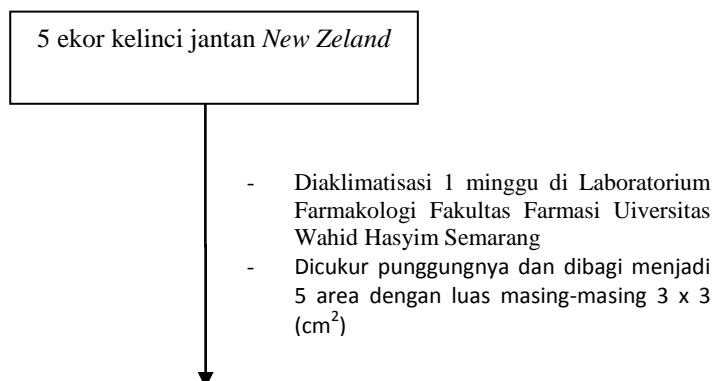 5 ekor kelinci jantan New Zeland
- Diaklimatisasi 1 minggu di Laboratorium
Farmakologi Fakultas Farmasi Uiversitas
Wahid Hasyim Semarang
- Dicukur punggungnya dan dibagi menjadi
5 area dengan luas masing-masing 3 x 3
(cm²)